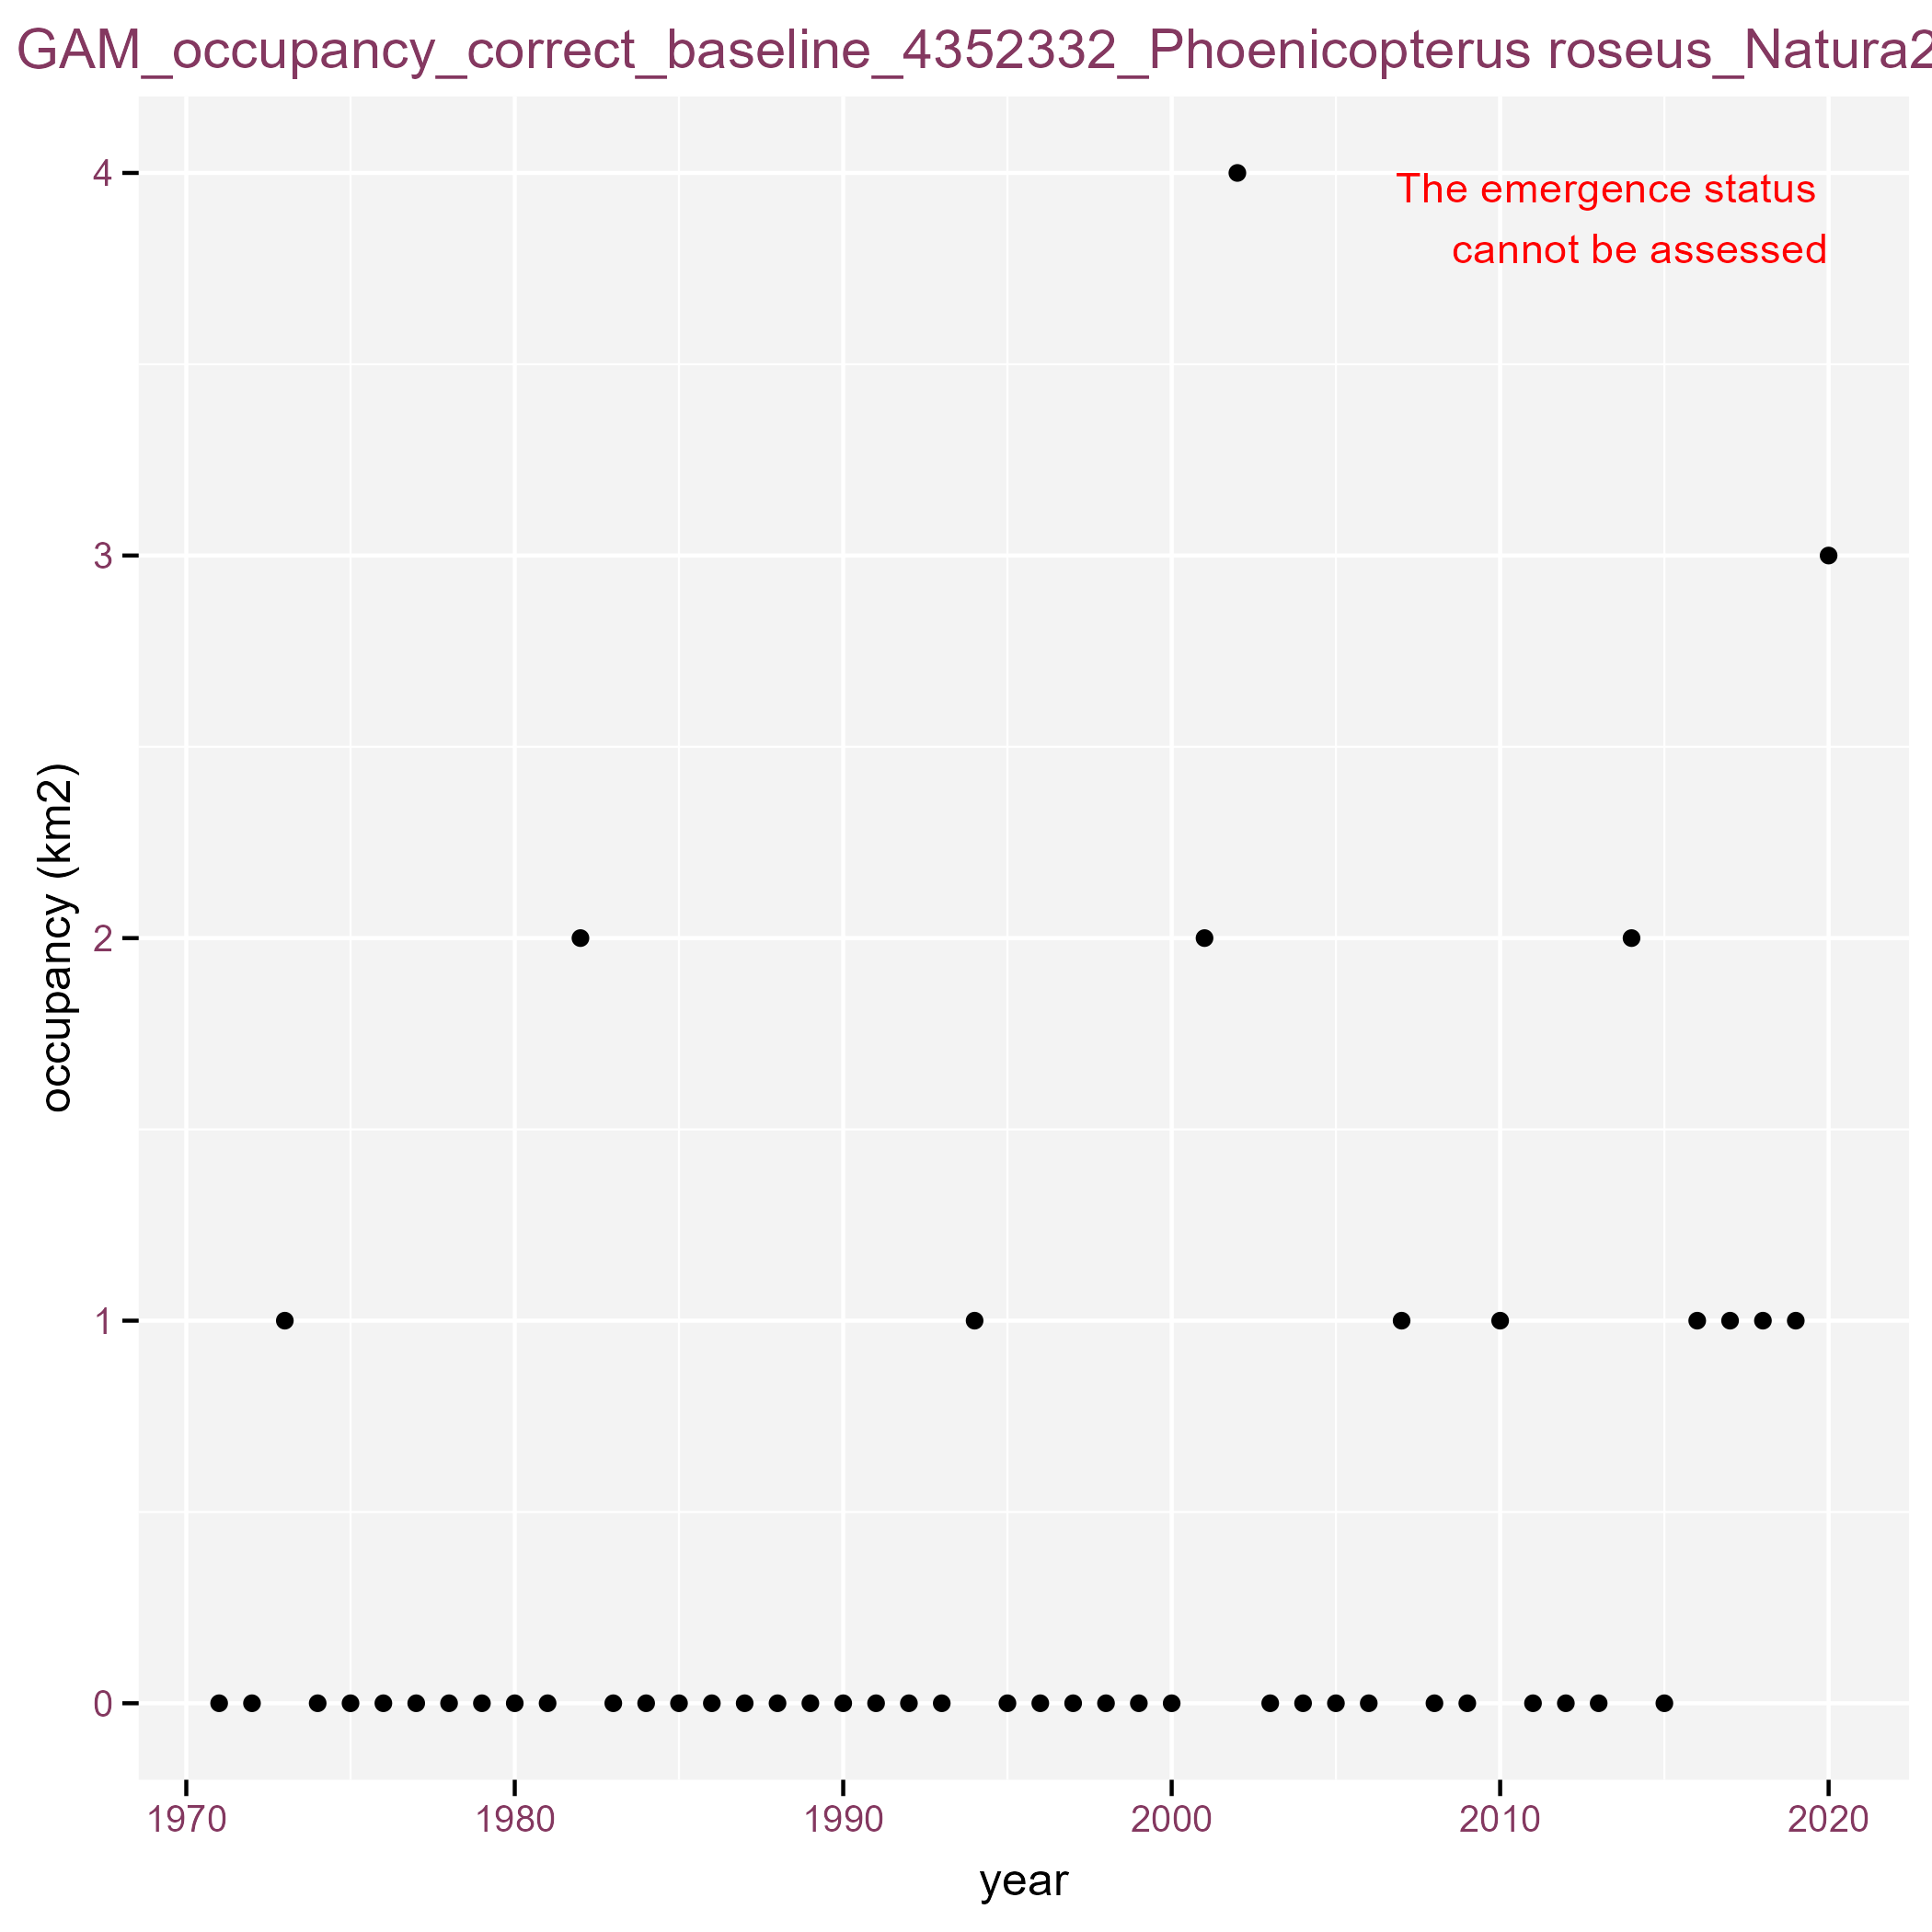 GAM_occupancy_correct_baseline_4352332_Phoenicopterus roseus_Natura2
4
The emergence status
cannot be assessed
3
occupancy (km2)
2
1
0
1970 1980 1990 2000 2010 2020
year